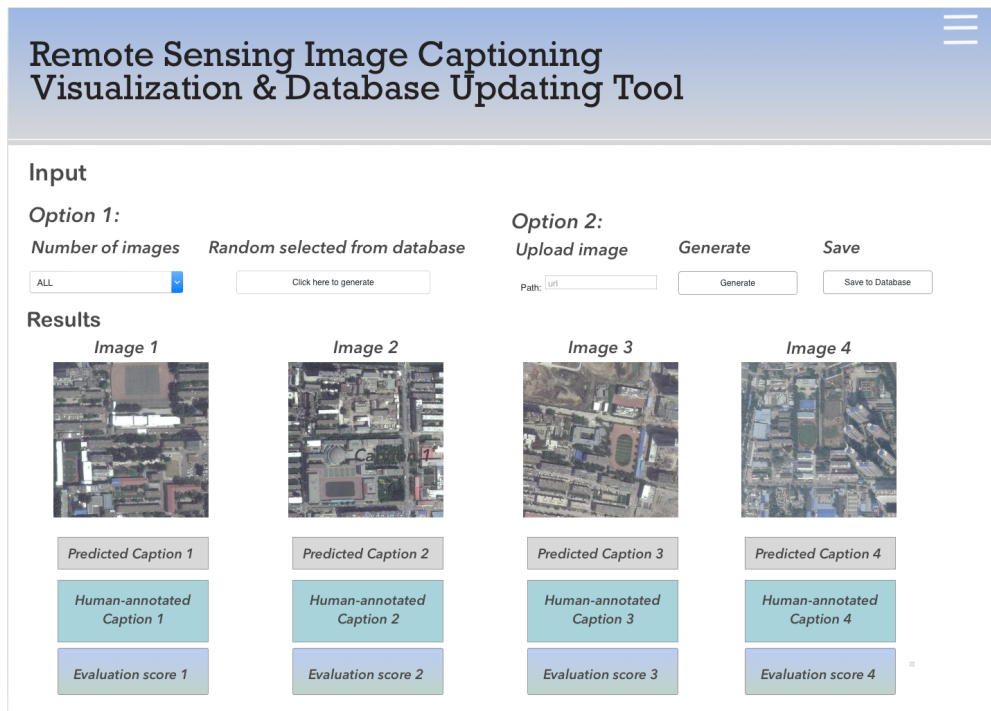 Remote Sensing Image Captioning
Visualization & Database Updating Tool
Input
Option 1:
Number of images
Random selected from database
ALL
Click here to generate
Option 2:
Upload image
Generate
Save
Path:
url
Generate
Save to Database
Results
Image 1
Image 2
Image 3
Image 4
Caption 1
Predicted Caption 1
Predicted Caption 2
Predicted Caption 3
Predicted Caption 4
Human-annotated
Caption 1
Human-annotated
Caption 2
Human-annotated
Caption 3
Human-annotated
Caption 4
Evaluation score 1
Evaluation score 2
Evaluation score 3
Evaluation score 4